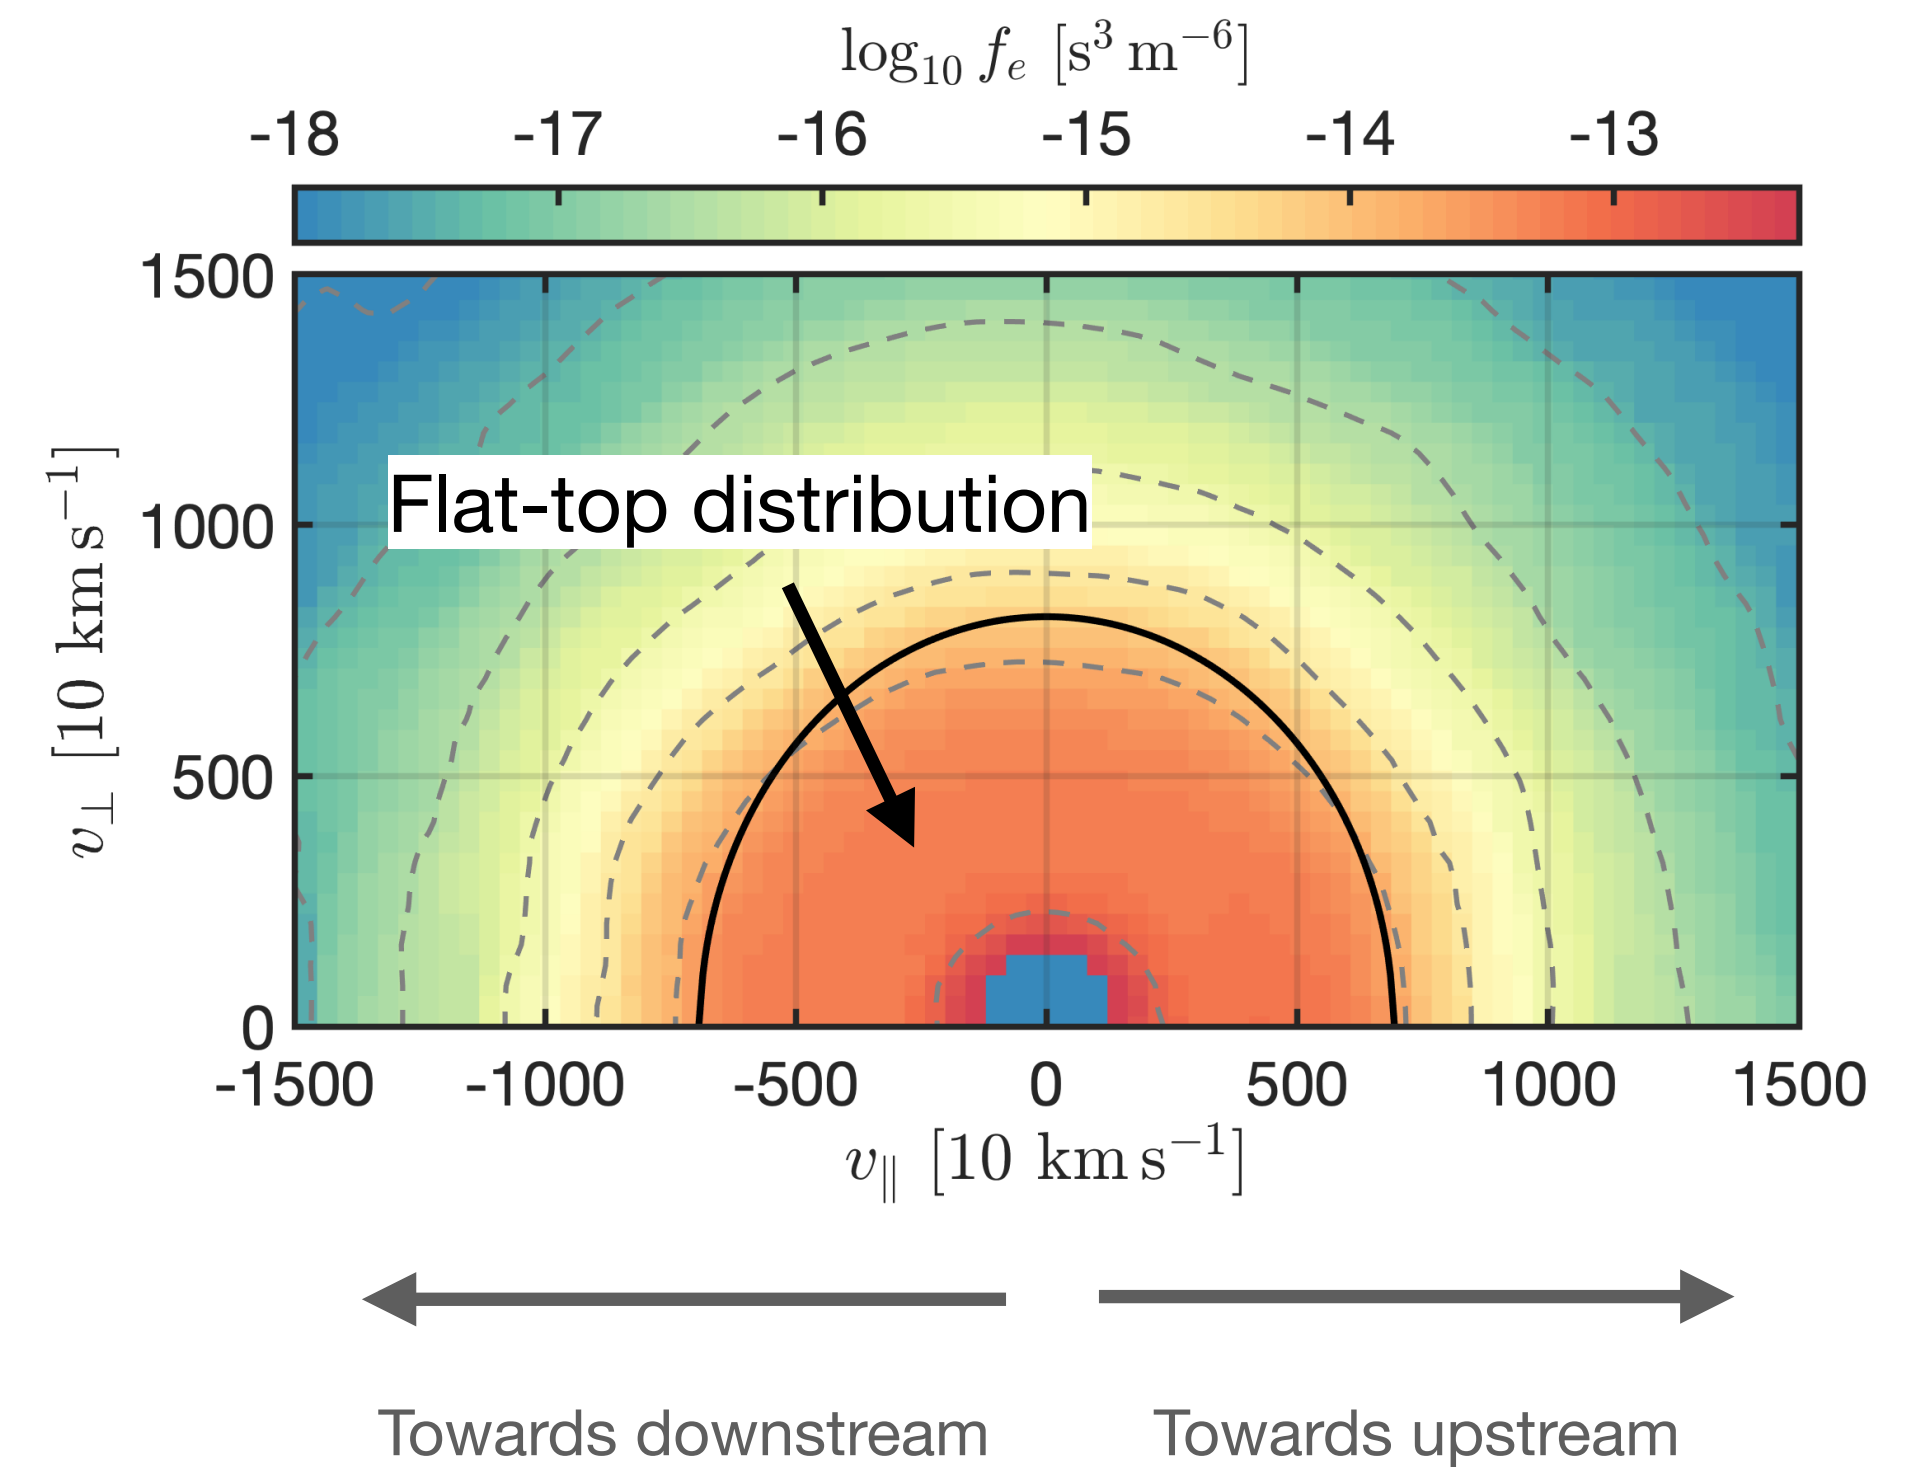 log₁₀ fₑ [s³ m⁻⁶]
-18 -17 -16 -15 -14 -13
1500
1000
500
0
v⊥ [10 km s⁻¹]
Flat-top distribution
-1500 -1000 -500 0 500 1000 1500
v∥ [10 km s⁻¹]
Towards downstream
Towards upstream